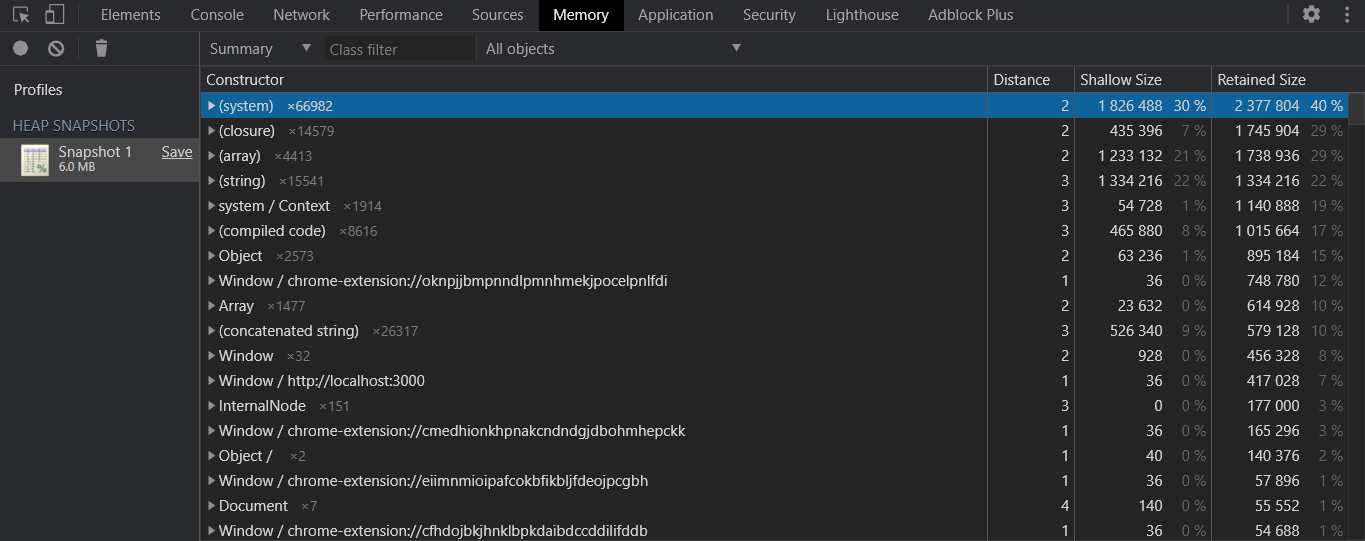 Elements Console Network Performance Sources Memory Application Security Lighthouse Adblock Plus
Summary Class filter All objects
Profiles
HEAP SNAPSHOTS
Snapshot 1 Save
6.0 MB
Constructor Distance Shallow Size Retained Size
(system) ×66982 2 1 826 488 30 % 2 377 804 40 %
(closure) ×14579 2 435 396 7 % 1 745 904 29 %
(array) ×4413 2 1 233 132 21 % 1 738 936 29 %
(string) ×15541 3 1 334 216 22 % 1 334 216 22 %
system / Context ×1914 3 54 728 1 % 1 140 888 19 %
(compiled code) ×8616 3 465 880 8 % 1 015 664 17 %
Object ×2573 2 63 236 1 % 895 184 15 %
Window / chrome-extension://oknpjjbmpnndlpmnhmekjpocelpnlfdi 1 36 0 % 748 780 12 %
Array ×1477 2 23 632 0 % 614 928 10 %
(concatenated string) ×26317 3 526 340 9 % 579 128 10 %
Window ×32 2 928 0 % 456 328 8 %
Window / http://localhost:3000 1 36 0 % 417 028 7 %
InternalNode ×151 3 0 0 % 177 000 3 %
Window / chrome-extension://cmedhionkhpnakcndndgjdbohmhepckk 1 36 0 % 165 296 3 %
Object / ×2 1 40 0 % 140 376 2 %
Window / chrome-extension://eiimnmioipafcokbfikbljfdeojpcgbh 1 36 0 % 57 896 1 %
Document ×7 4 140 0 % 55 552 1 %
Window / chrome-extension://cfhdojbkjhnklbpkdaibdccddilifddb 1 36 0 % 54 688 1 %